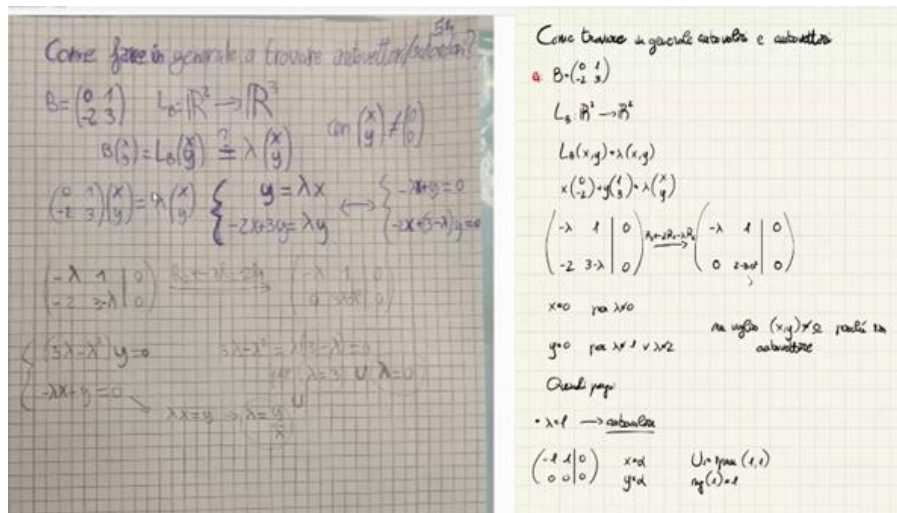 54
Come fare in generale a trovare autovettori/autovalori?
B = (0 1 / -2 3) L_B: R² → R²
con (x / y) ≠ (0 / 0)
B(x / y) = L_B(x / y) ?= λ(x / y)
(0 1 / -2 3)(x / y) = λ(x / y) { y = λx / -2x+3y = λy ↔ { -λx+y=0 / -2x+(3-λ)y=0
(-λ 1 | 0 / -2 3-λ | 0) → (-λ 1 | 0 / 0 3λ-λ² | 0)
{ (3λ-λ²)y=0 / -λx+y=0
3λ-λ² = λ(3-λ)=0
λ=3 ∪ λ=0
λx=y → λ = y/x
Come trovare in generale autovalori e autovettori
B=(0 1 / -2 3)
L_B: R² → R²
L_B(x,y)=λ(x,y)
x(0 / -2)+y(1 / 3)=λ(x / y)
(-λ 1 | 0 / -2 3-λ | 0) → (-λ 1 | 0 / 0 | 0)
x=0 per λ≠0
ma voglio (x,y)≠0 perché
y=0 per λ≠1 ∨ λ≠2
autovettore
Quindi
• λ=1 → autovalore
(-1 1 | 0 / 0 0 | 0) x=α y=α U₁=span(1,1)
mg(1)=1